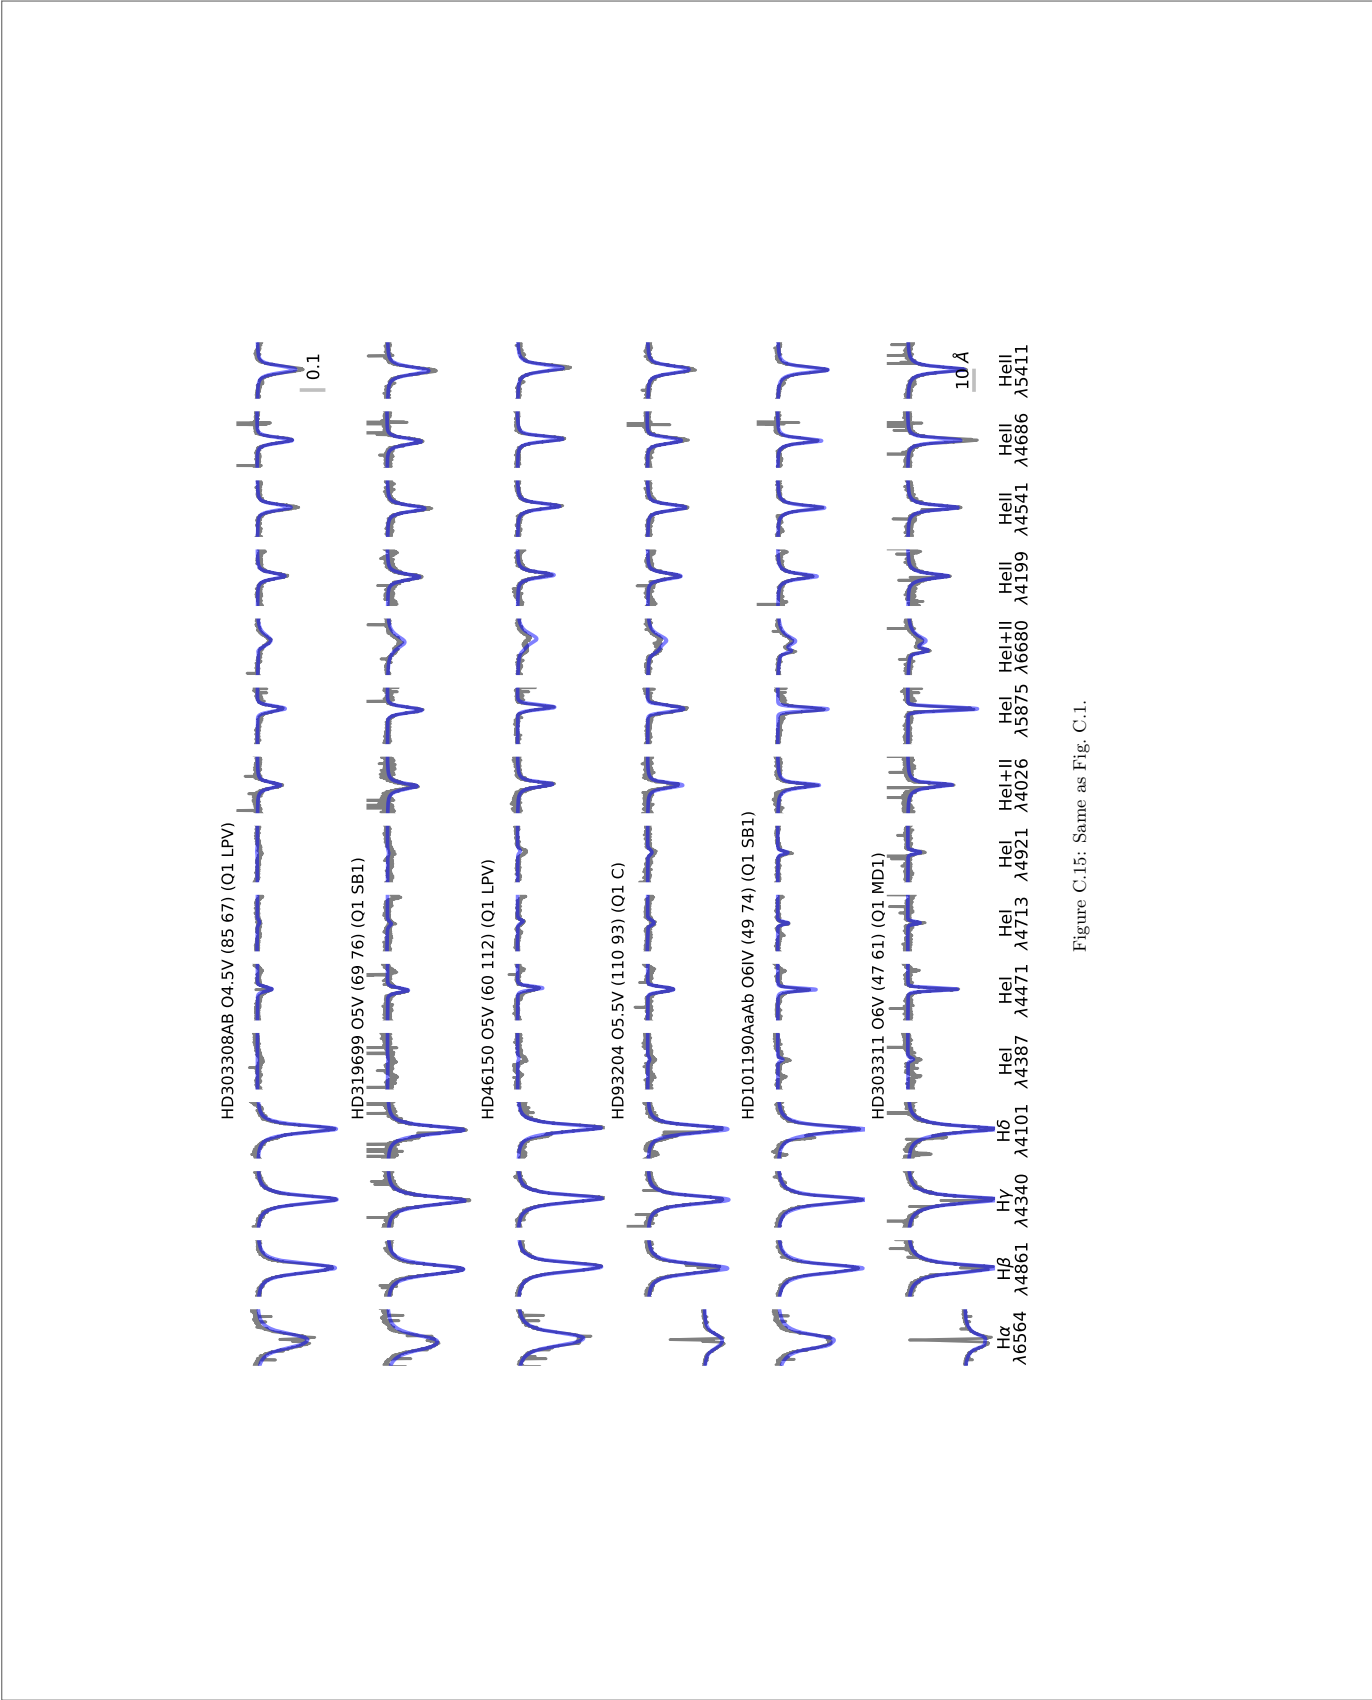 HD303308AB O4.5V (85 67) (Q1 LPV)
0.1
HD319699 O5V (69 76) (Q1 SB1)
HD46150 O5V (60 112) (Q1 LPV)
HD93204 O5.5V (110 93) (Q1 C)
HD101190AaAb O6IV (49 74) (Q1 SB1)
HD303311 O6V (47 61) (Q1 MD1)
10 Å
Hα
λ6564
Hβ
λ4861
Hγ
λ4340
Hδ
λ4101
HeI
λ4387
HeI
λ4471
HeI
λ4713
HeI
λ4921
HeI+II
λ4026
HeI
λ5875
HeI+II
λ6680
HeII
λ4199
HeII
λ4541
HeII
λ4686
HeII
λ5411
Figure C.15: Same as Fig. C.1.